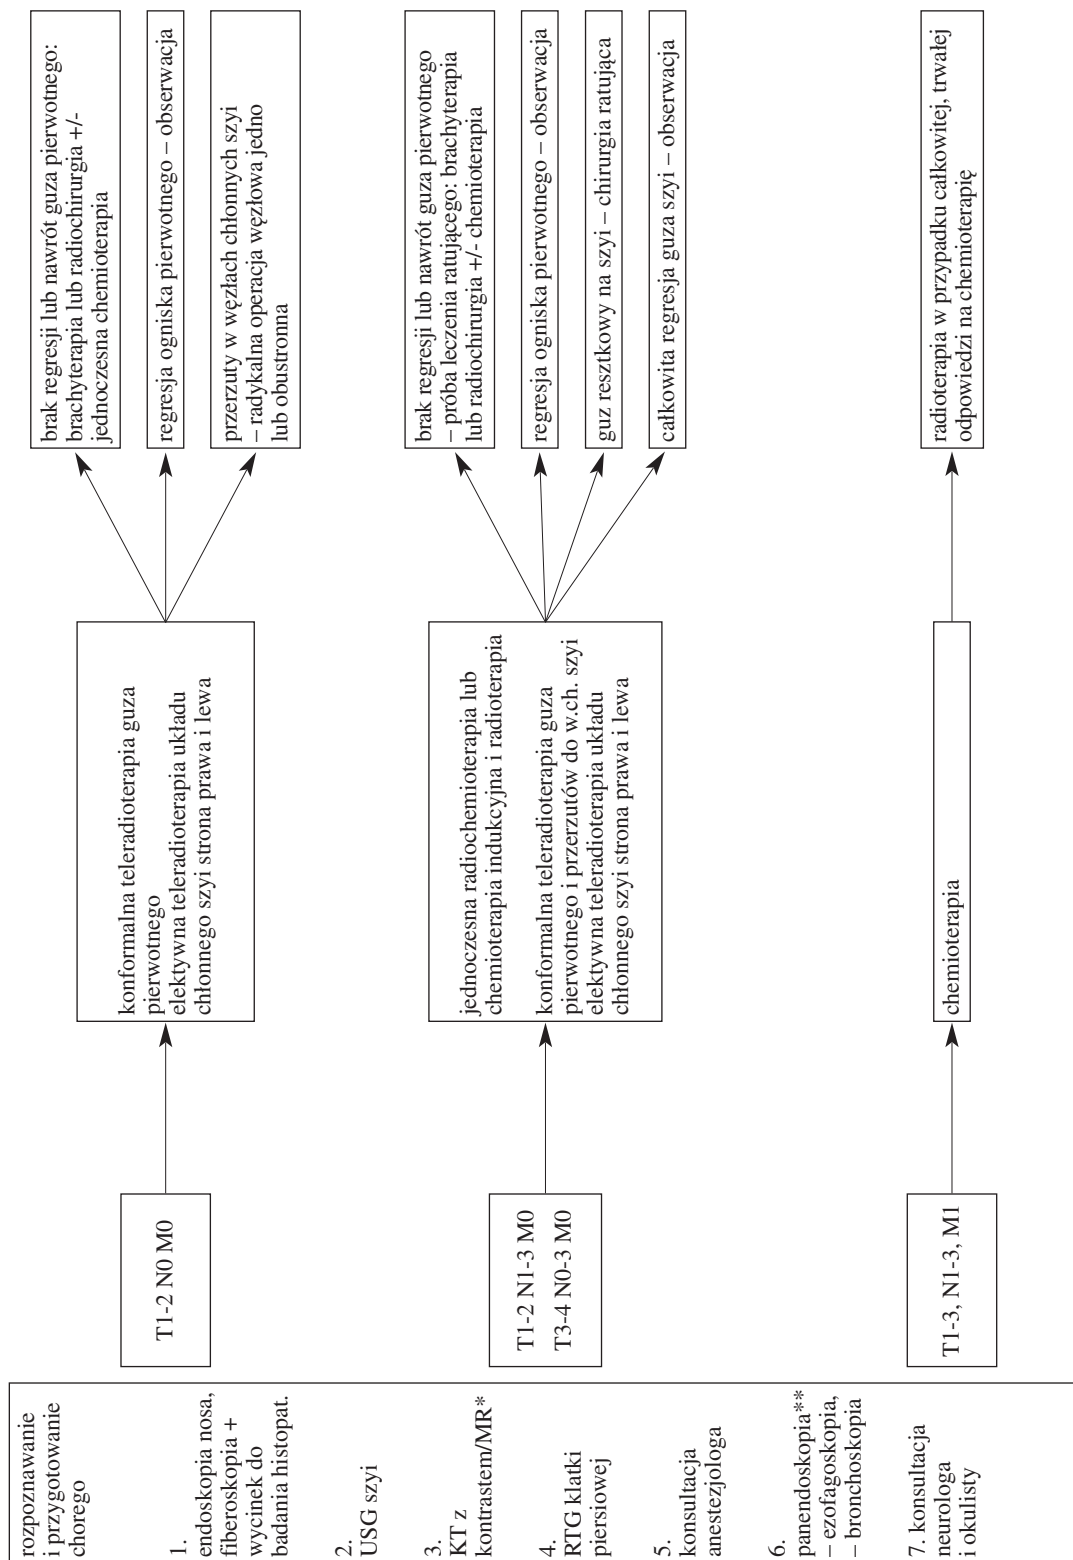 rozpoznawanie
i przygotowanie
chorego
1.
endoskopia nosa,
fiberoskopia +
wycinek do
badania histopat.
2.
USG szyi
3.
KT z
kontrastem/MR*
4.
RTG klatki
piersiowej
5.
konsultacja
anestezjologa
6.
panendoskopia**
– ezofagoskopia,
– bronchoskopia
7. konsultacja
neurologa
i okulisty
T1-2 N0 M0
konformalna teleradioterapia guza
pierwotnego
elektywna teleradioterapia układu
chłonnego szyi strona prawa i lewa
brak regresji lub nawrót guza pierwotnego:
brachyterapia lub radiochirurgia +/-
jednoczesna chemioterapia
regresja ogniska pierwotnego – obserwacja
przerzuty w węzłach chłonnych szyi
– radykalna operacja węzłowa jedno
lub obustronna
T1-2 N1-3 M0
T3-4 N0-3 M0
jednoczesna radiochemioterapia lub
chemioterapia indukcyjna i radioterapia
konformalna teleradioterapia guza
pierwotnego i przerzutów do w.ch. szyi
elektywna teleradioterapia układu
chłonnego szyi strona prawa i lewa
brak regresji lub nawrót guza pierwotnego
– próba leczenia ratującego: brachyterapia
lub radiochirurgia +/- chemioterapia
regresja ogniska pierwotnego – obserwacja
guz resztkowy na szyi – chirurgia ratująca
całkowita regresja guza szyi – obserwacja
T1-3, N1-3, M1
chemioterapia
radioterapia w przypadku całkowitej, trwałej
odpowiedzi na chemioterapię